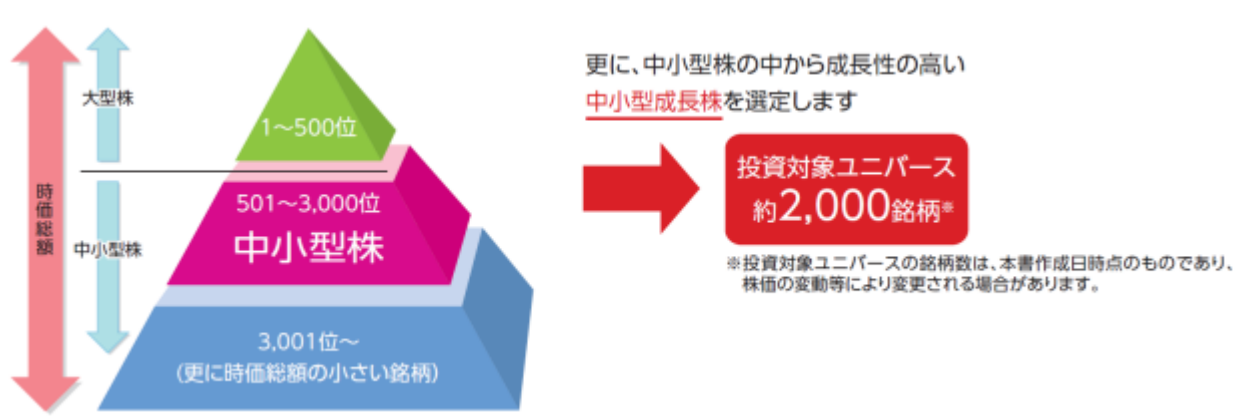 時価総額
大型株
中小型株
1～500位
501～3,000位
中小型株
3,001位～
(更に時価総額の小さい銘柄)
更に、中小型株の中から成長性の高い
中小型成長株を選定します
投資対象ユニバース
約2,000銘柄※
※投資対象ユニバースの銘柄数は、本書作成日時点のものであり、
株価の変動等により変更される場合があります。